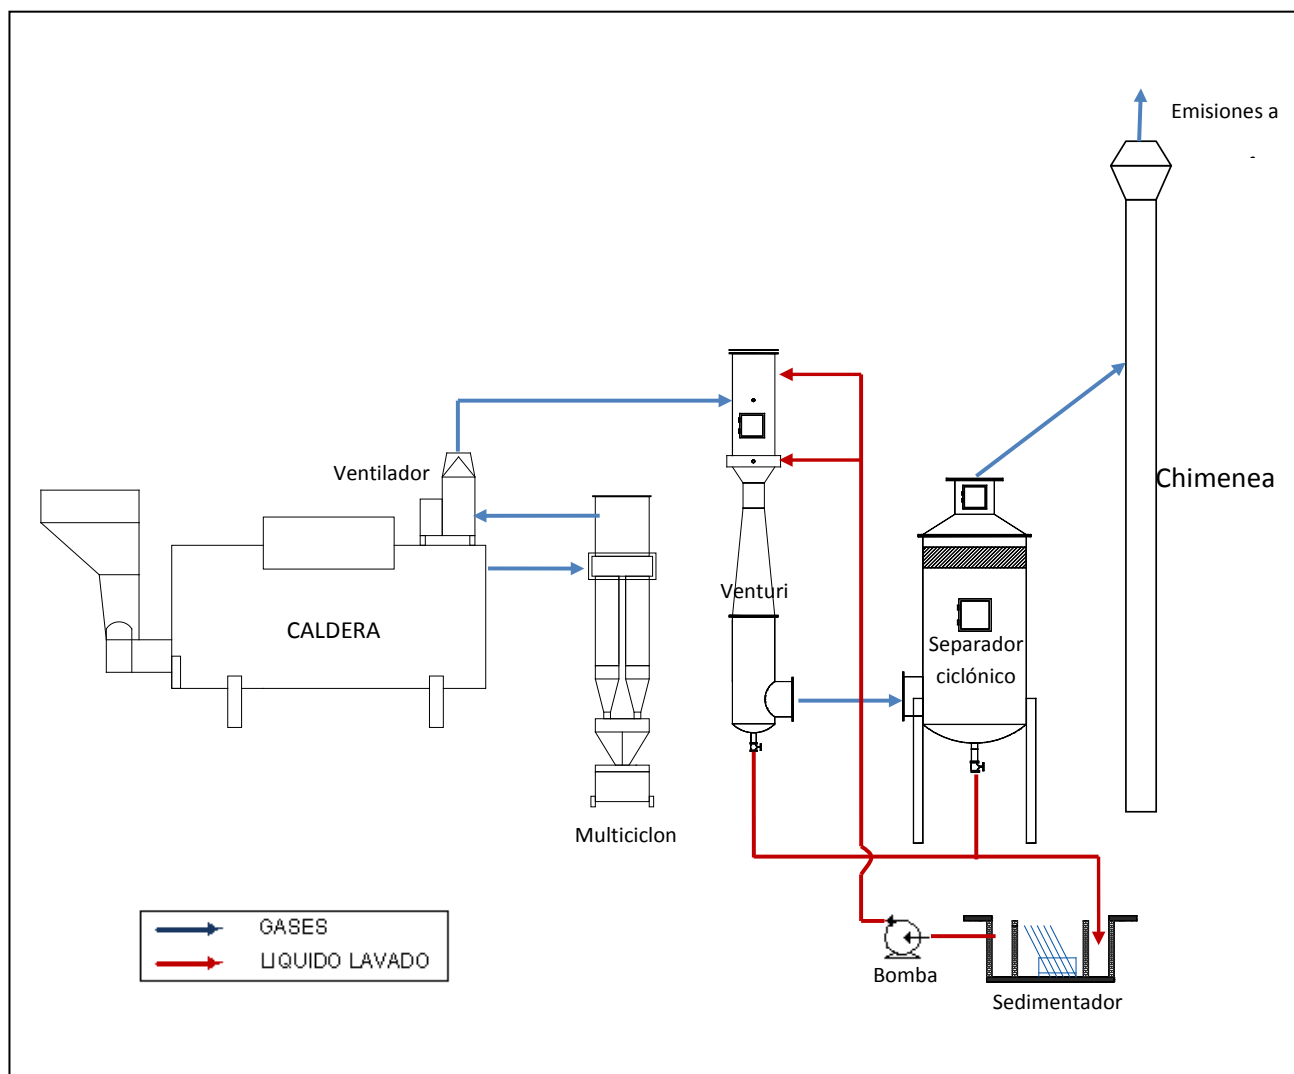 Emisiones a
Ventilador
Chimenea
Venturi
CALDERA
Separador
ciclónico
Multiciclon
GASES
LIQUIDO LAVADO
Bomba
Sedimentador